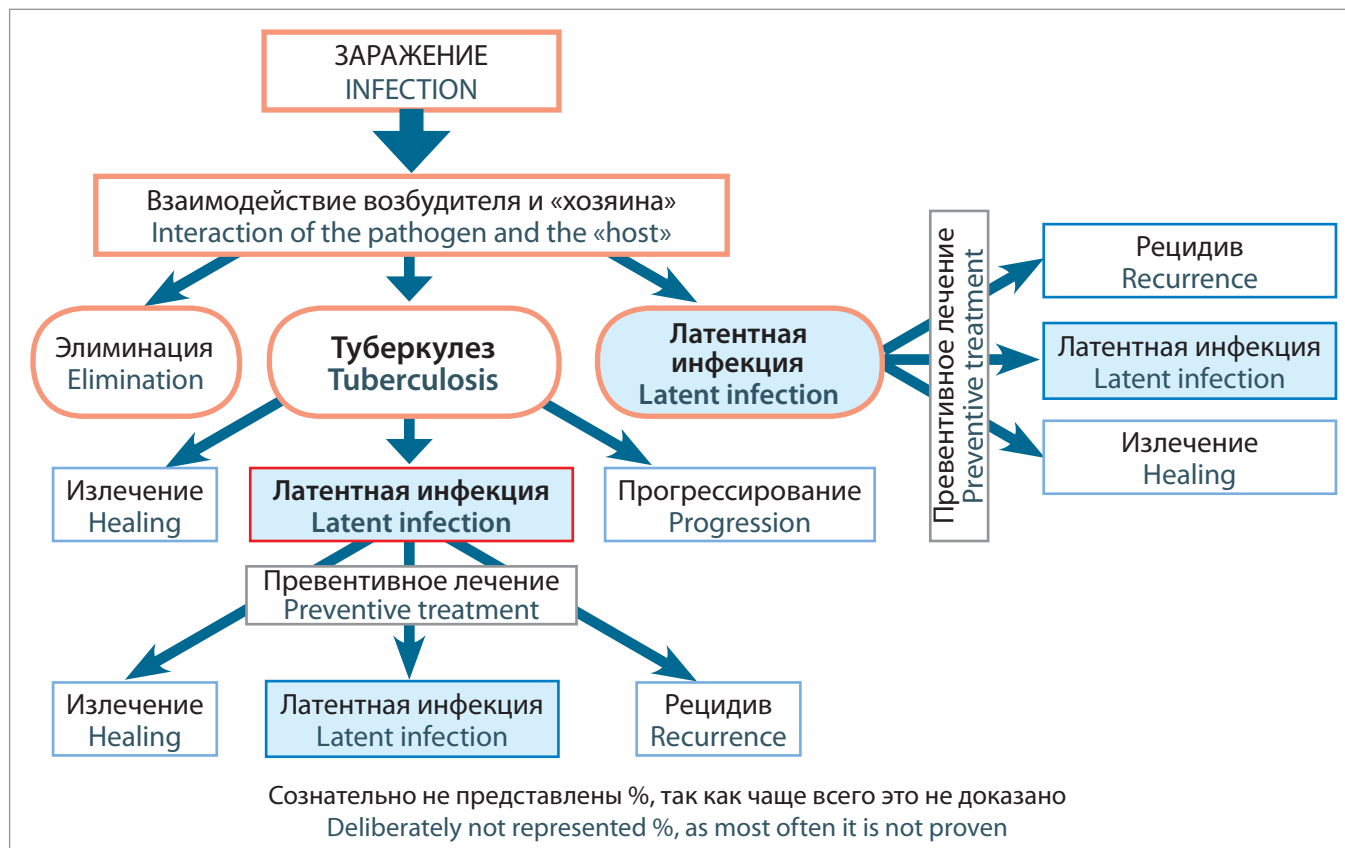 ЗАРАЖЕНИЕ
INFECTION
Взаимодействие возбудителя и «хозяина»
Interaction of the pathogen and the «host»
Элиминация
Elimination
Туберкулез
Tuberculosis
Латентная
инфекция
Latent infection
Превентивное лечение
Preventive treatment
Рецидив
Recurrence
Латентная инфекция
Latent infection
Излечение
Healing
Излечение
Healing
Латентная инфекция
Latent infection
Прогрессирование
Progression
Превентивное лечение
Preventive treatment
Излечение
Healing
Латентная инфекция
Latent infection
Рецидив
Recurrence
Сознательно не представлены %, так как чаще всего это не доказано
Deliberately not represented %, as most often it is not proven